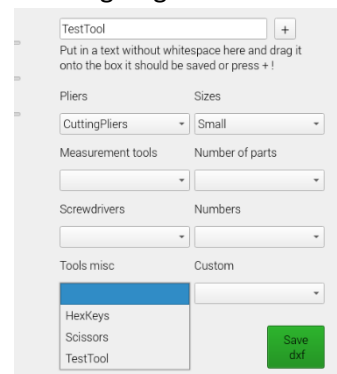 TestTool +
Put in a text without whitespace here and drag it
onto the box it should be saved or press + !
Pliers Sizes
CuttingPliers Small
Measurement tools Number of parts
Screwdrivers Numbers
Tools misc Custom
HexKeys
Scissors
TestTool
Save
dxf